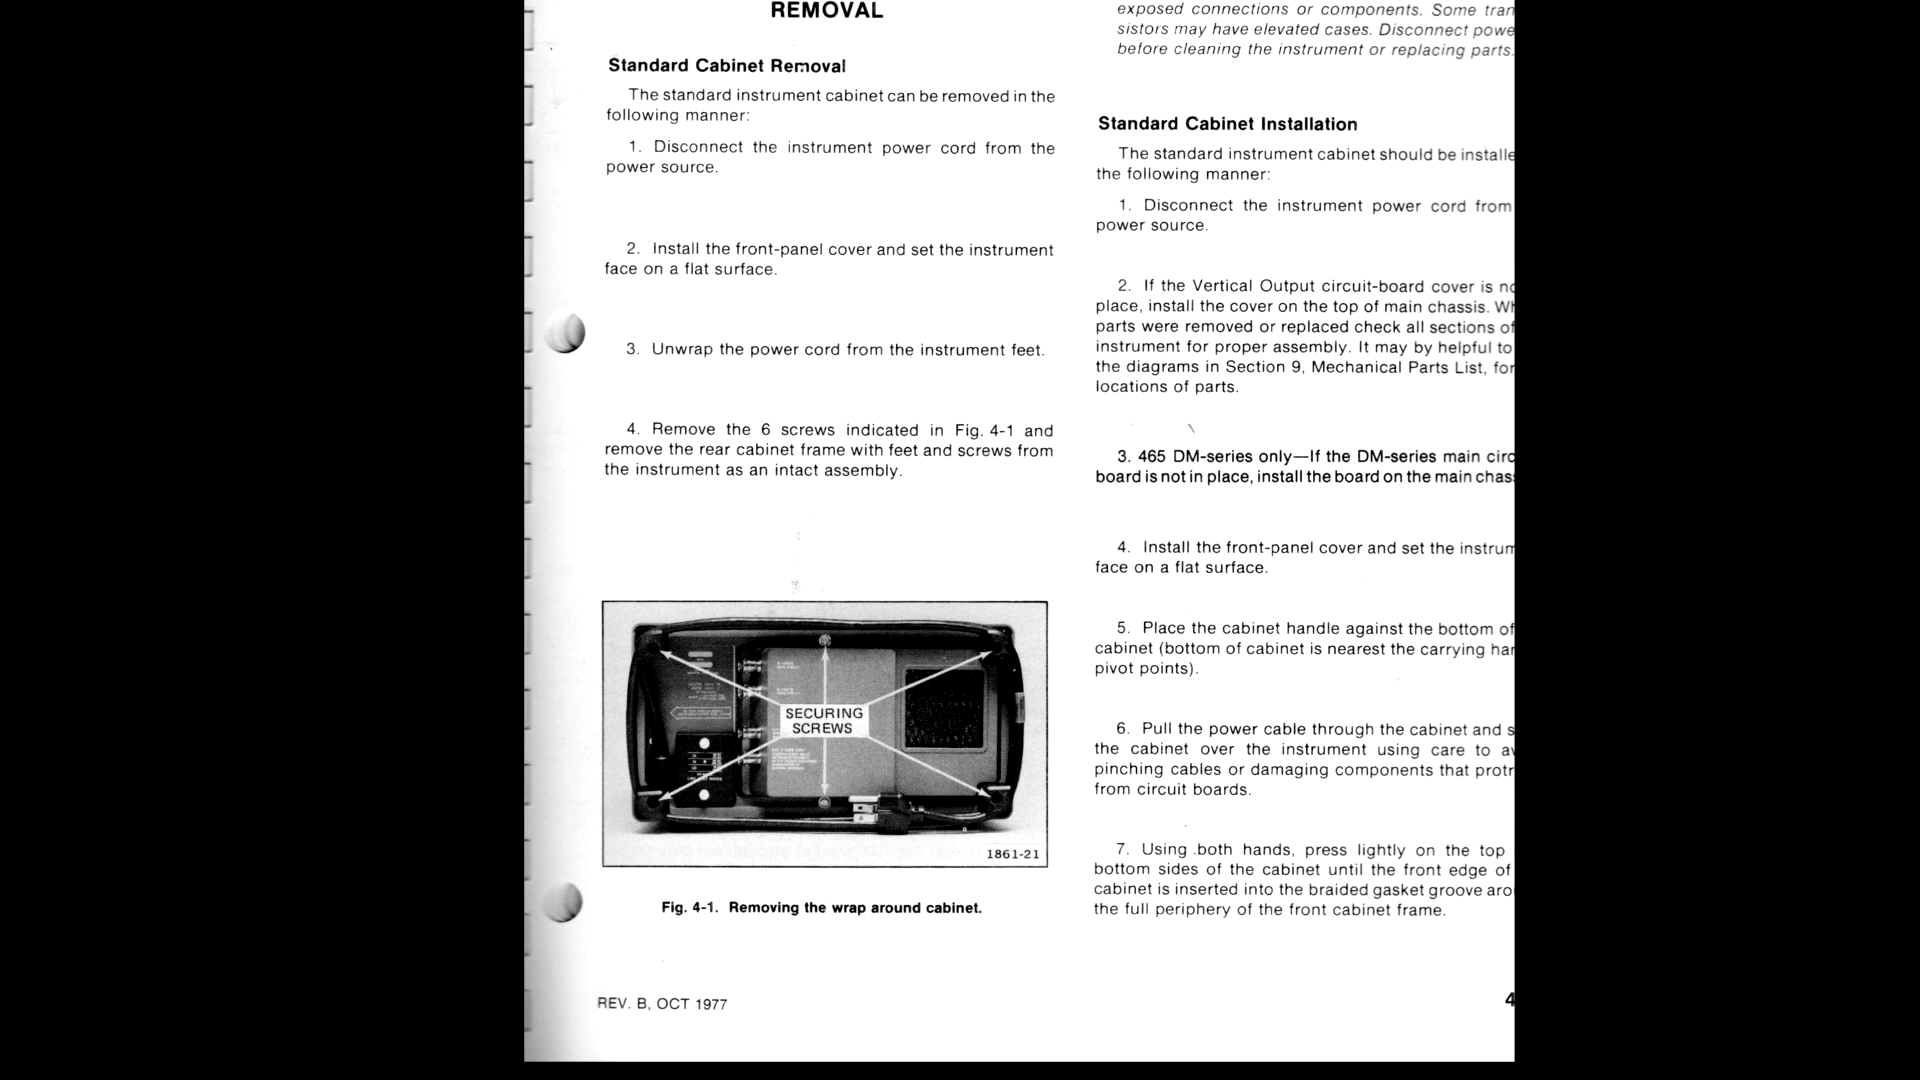 REMOVAL
Standard Cabinet Removal
The standard instrument cabinet can be removed in the
following manner:
1. Disconnect the instrument power cord from the
power source.
2. Install the front-panel cover and set the instrument
face on a flat surface.
3. Unwrap the power cord from the instrument feet.
4. Remove the 6 screws indicated in Fig. 4-1 and
remove the rear cabinet frame with feet and screws from
the instrument as an intact assembly.
SECURING
SCREWS
1861-21
Fig. 4-1. Removing the wrap around cabinet.
REV. B, OCT 1977
exposed connections or components. Some tran
sistors may have elevated cases. Disconnect powe
before cleaning the instrument or replacing parts.
Standard Cabinet Installation
The standard instrument cabinet should be installe
the following manner:
1. Disconnect the instrument power cord from
power source.
2. If the Vertical Output circuit-board cover is no
place, install the cover on the top of main chassis. Wh
parts were removed or replaced check all sections of
instrument for proper assembly. It may by helpful to
the diagrams in Section 9, Mechanical Parts List, for
locations of parts.
3. 465 DM-series only—If the DM-series main circ
board is not in place, install the board on the main chas
4. Install the front-panel cover and set the instrum
face on a flat surface.
5. Place the cabinet handle against the bottom of
cabinet (bottom of cabinet is nearest the carrying han
pivot points).
6. Pull the power cable through the cabinet and s
the cabinet over the instrument using care to av
pinching cables or damaging components that protr
from circuit boards.
7. Using both hands, press lightly on the top
bottom sides of the cabinet until the front edge of
cabinet is inserted into the braided gasket groove aro
the full periphery of the front cabinet frame.
4